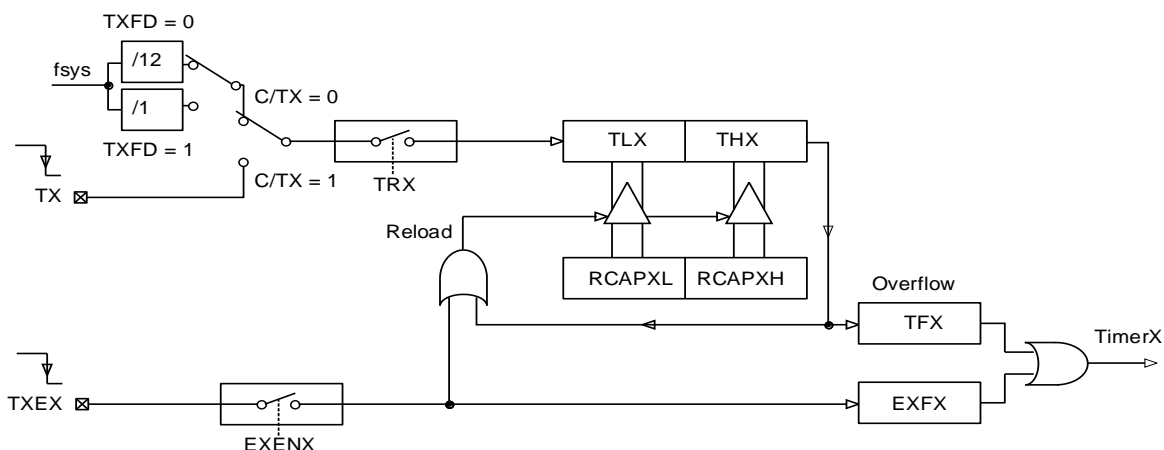 TXFD = 0
/12
fsys
C/TX = 0
/1
TXFD = 1
TLX
THX
TX
C/TX = 1
TRX
Reload
RCAPXL
RCAPXH
Overflow
TFX
TimerX
TXEX
EXFX
EXENX